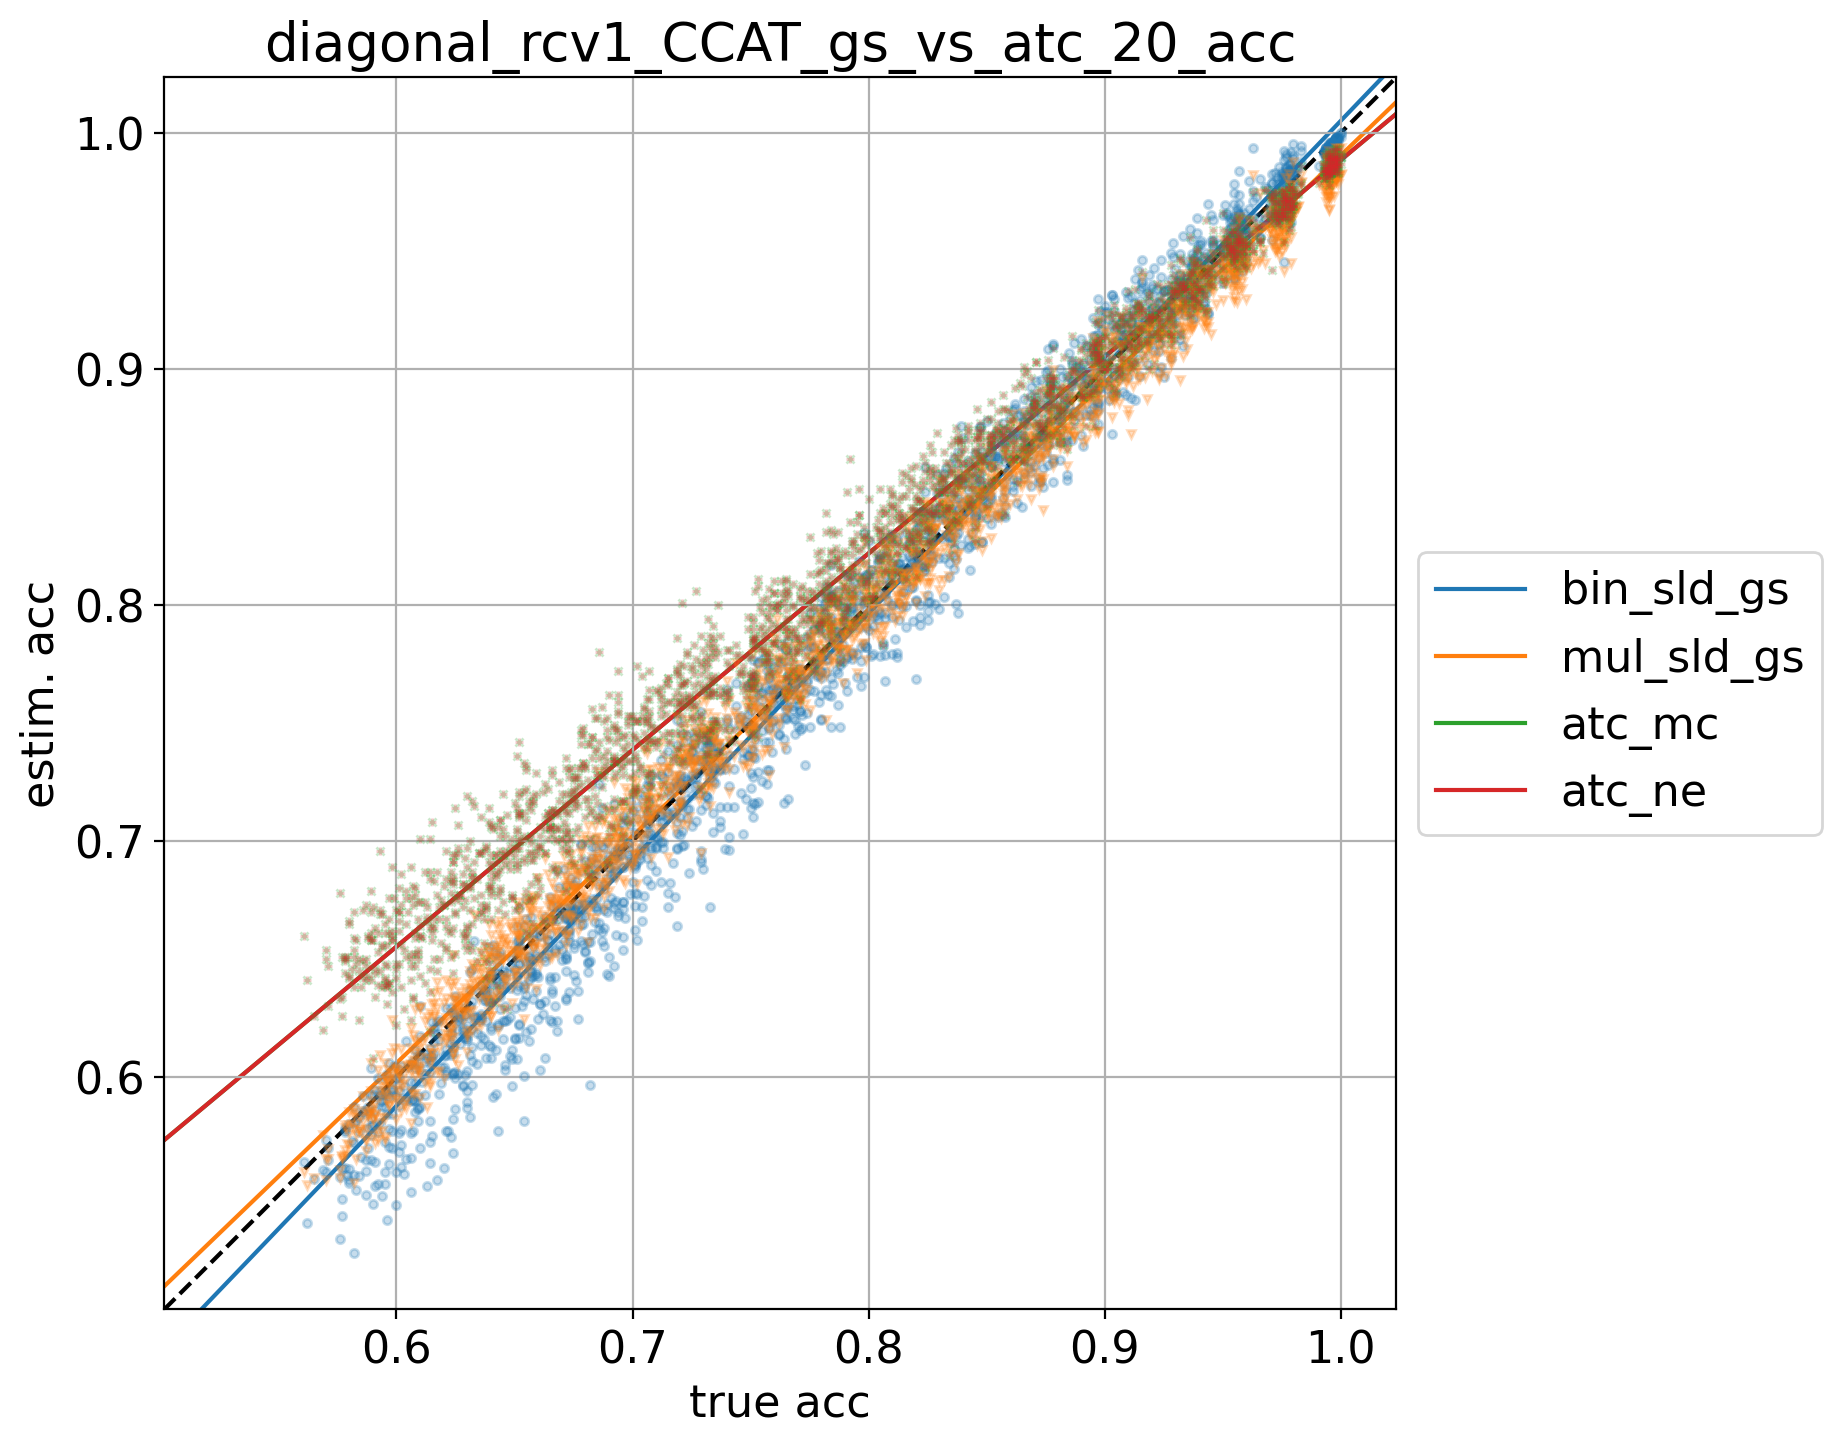 diagonal_rcv1_CCAT_gs_vs_atc_20_acc
1.0
0.9
0.8
0.7
0.6
estim. acc
0.6 0.7 0.8 0.9 1.0
true acc
bin_sld_gs
mul_sld_gs
atc_mc
atc_ne